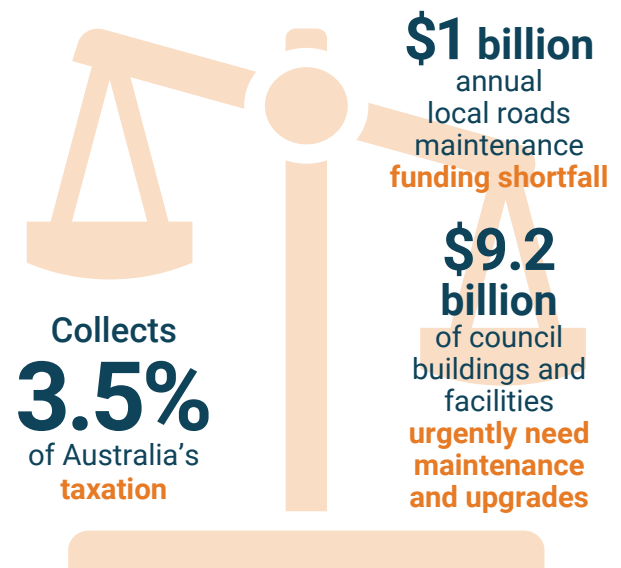 $1 billion
annual
local roads
maintenance
funding shortfall
$9.2
billion
of council
buildings and
facilities
urgently need
maintenance
and upgrades
Collects
3.5%
of Australia’s
taxation